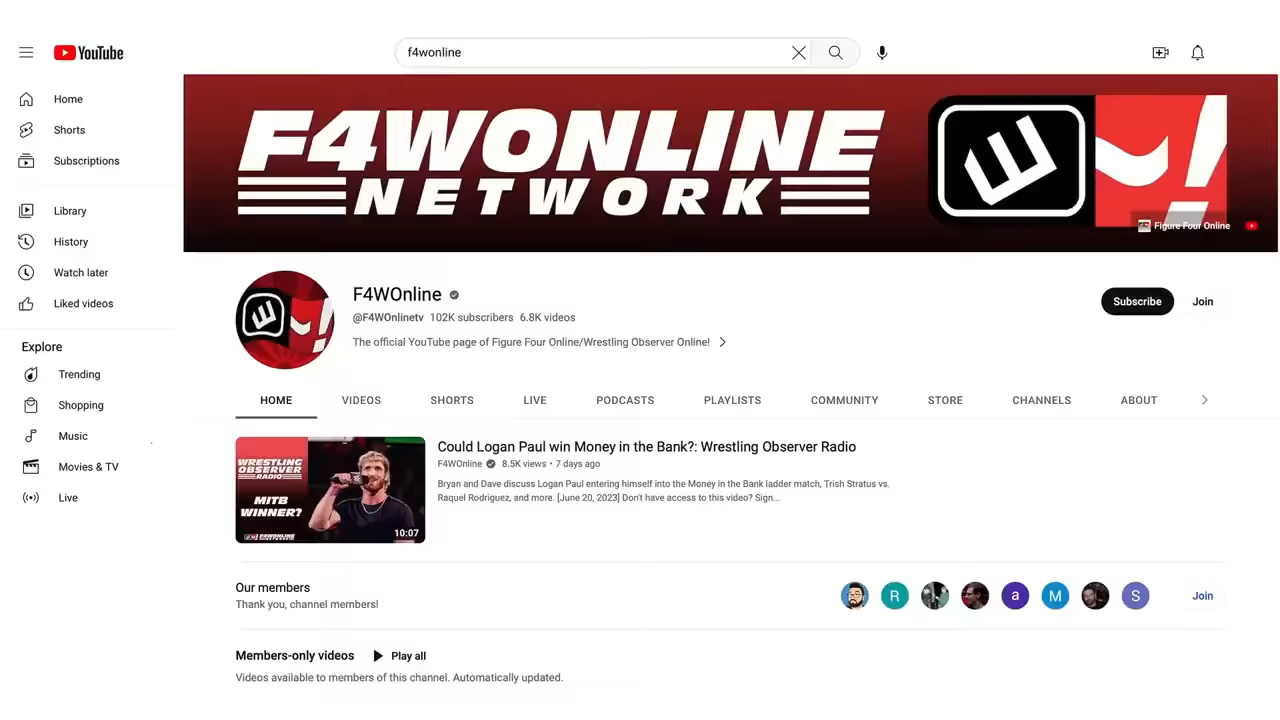 YouTube
f4wonline
Home
Shorts
Subscriptions
Library
History
Watch later
Liked videos
Explore
Trending
Shopping
Music
Movies & TV
Live
F4WONLINE
NETWORK
Figure Four Online
F4WOnline
@F4WOnlinetv 102K subscribers 6.8K videos
The official YouTube page of Figure Four Online/Wrestling Observer Online!
Subscribe
Join
HOME VIDEOS SHORTS LIVE PODCASTS PLAYLISTS COMMUNITY STORE CHANNELS ABOUT
WRESTLING
OBSERVER
RADIO
MITB
WINNER?
F4WONLINE
10:07
Could Logan Paul win Money in the Bank?: Wrestling Observer Radio
F4WOnline 8.5K views • 7 days ago
Bryan and Dave discuss Logan Paul entering himself into the Money in the Bank ladder match, Trish Stratus vs.
Raquel Rodriguez, and more. [June 20, 2023] Don't have access to this video? Sign...
Our members
Thank you, channel members!
R a M S
Join
Members-only videos Play all
Videos available to members of this channel. Automatically updated.